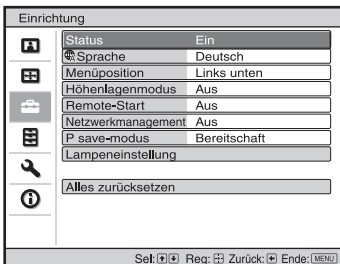 Einrichtung
Status Ein
Sprache Deutsch
Menüposition Links unten
Höhenlagenmodus Aus
Remote-Start Aus
Netzwerkmanagement Aus
P save-modus Bereitschaft
Lampeneinstellung
Alles zurücksetzen
Sel: Reg: Zurück: Ende: MENU